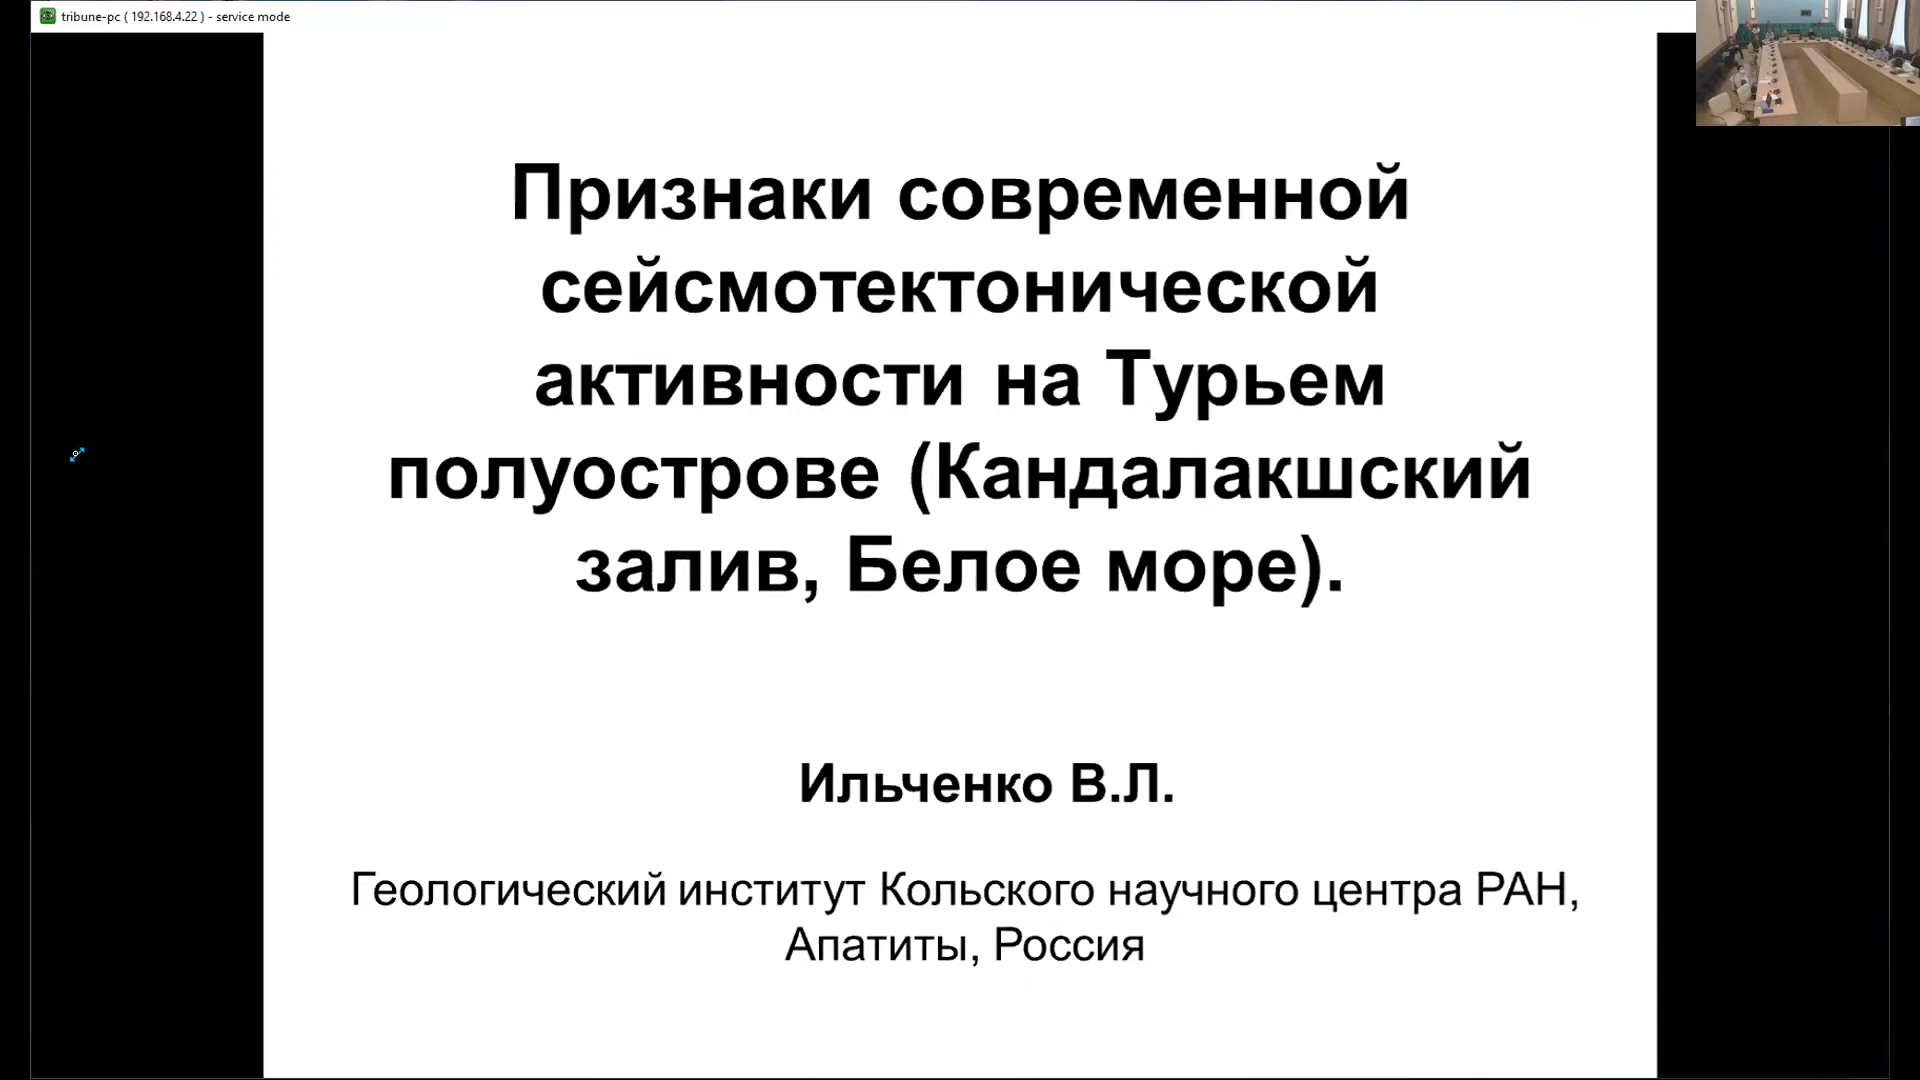 tribune-pc ( 192.168.4.22 ) - service mode
Признаки современной
сейсмотектонической
активности на Турьем
полуострове (Кандалакшский
залив, Белое море).
Ильченко В.Л.
Геологический институт Кольского научного центра РАН,
Апатиты, Россия